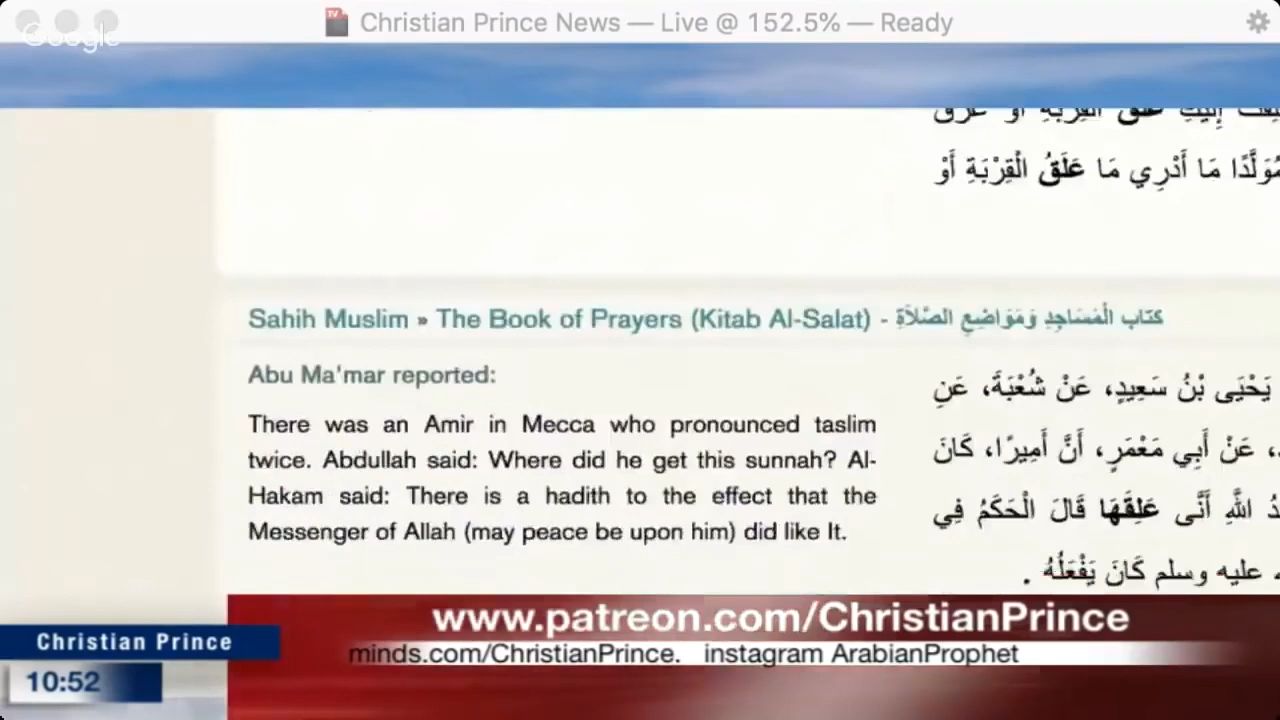 Christian Prince News — Live @ 152.5% — Ready
Google
إِلَيْكِ عَلَقَ الْقِرْبَةِ أَوْ عَرَقَ
مُوَلَّدًا مَا أَدْرِي مَا عَلَقُ الْقِرْبَةِ أَوْ
Sahih Muslim » The Book of Prayers (Kitab Al-Salat) - كتاب الْمَسَاجِدِ وَمَوَاضِعِ الصَّلاَةِ
Abu Ma'mar reported:
There was an Amir in Mecca who pronounced taslim
twice. Abdullah said: Where did he get this sunnah? Al-
Hakam said: There is a hadith to the effect that the
Messenger of Allah (may peace be upon him) did like It.
يَحْيَى بْنُ سَعِيدٍ، عَنْ شُعْبَةَ، عَنِ
عَنْ أَبِي مَعْمَرٍ، أَنَّ أَمِيرًا، كَانَ
اللَّهِ أَنَّى عَلِقَهَا قَالَ الْحَكَمُ فِي
عليه وسلم كَانَ يَفْعَلُهُ .
www.patreon.com/ChristianPrince
minds.com/ChristianPrince. instagram ArabianProphet
Christian Prince
10:52